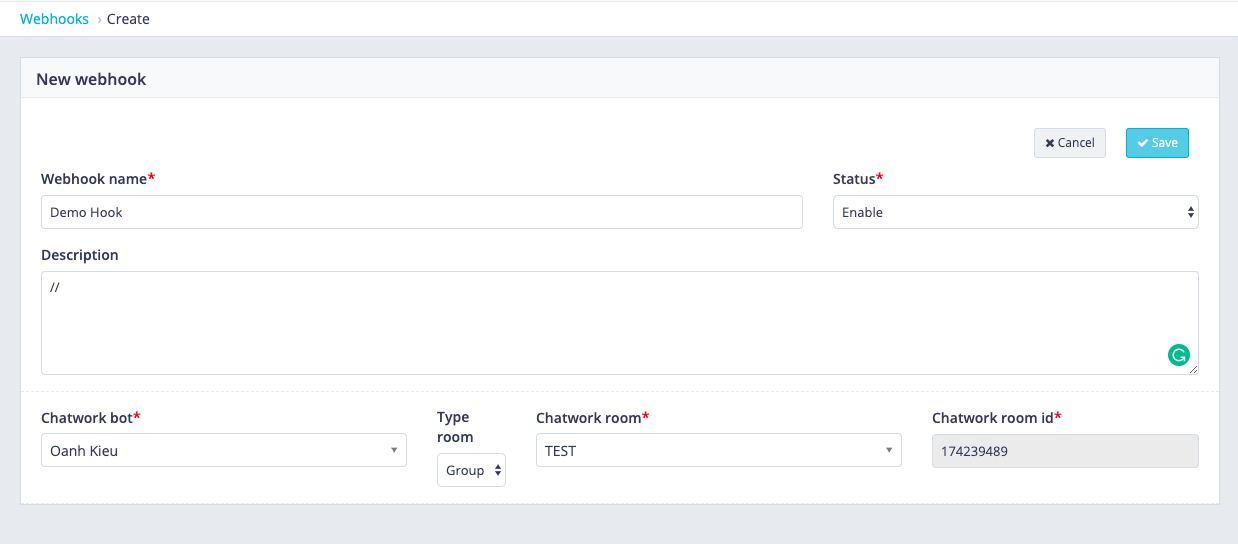 Webhooks › Create
New webhook
Cancel Save
Webhook name* Status*
Demo Hook Enable
Description
//
Chatwork bot* Type room Chatwork room* Chatwork room id*
Oanh Kieu Group TEST 174239489